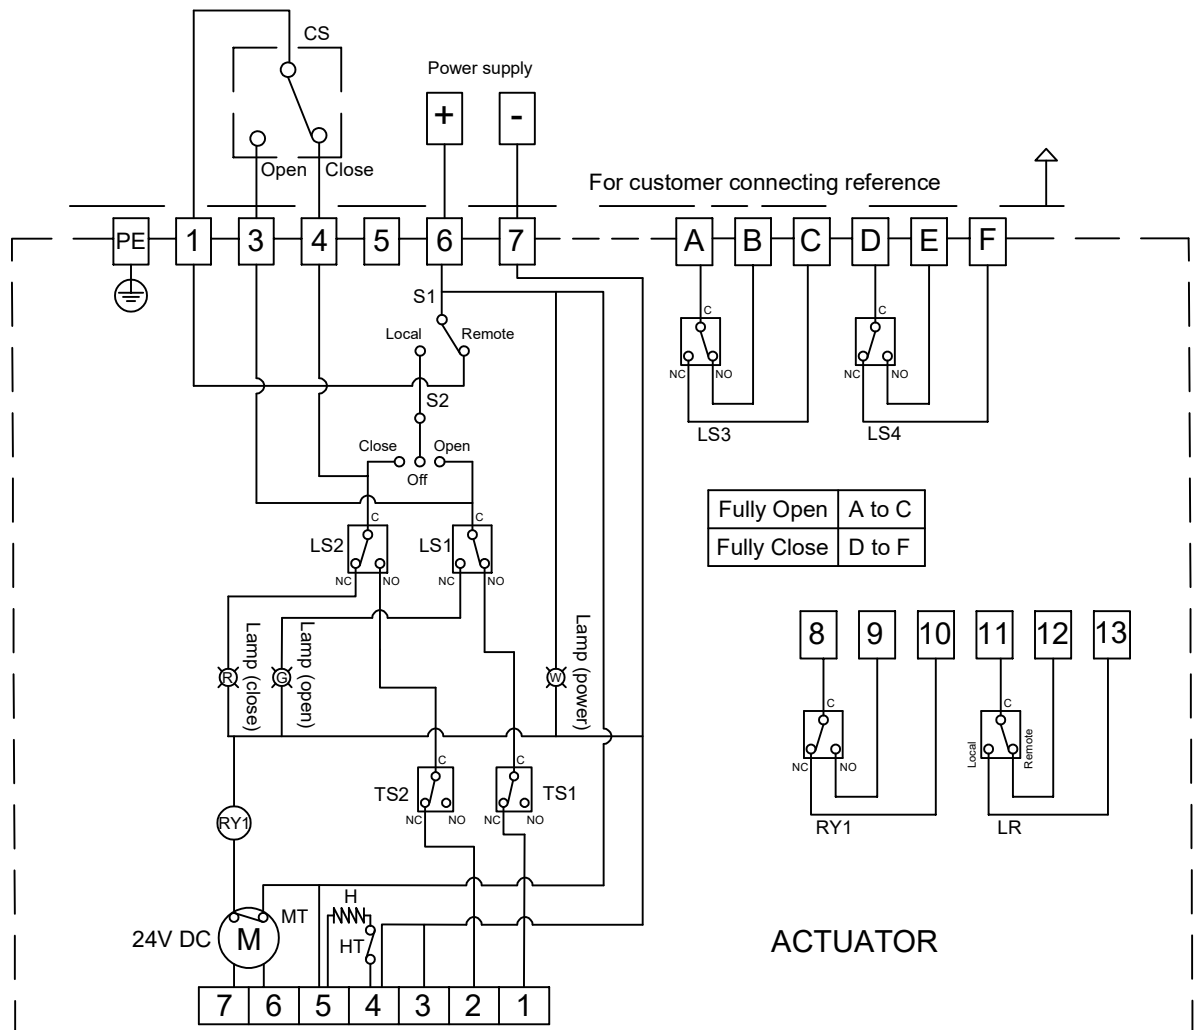 CS
Power supply
+ -
Open Close
For customer connecting reference
PE 1 3 4 5 6 7 A B C D E F
S1
Local Remote
C C
NC NO NC NO
S2
LS3 LS4
Close Open
Off
Fully Open A to C
Fully Close D to F
C C
LS2 LS1
NC NO NC NO
8 9 10 11 12 13
Lamp (close)
Lamp (open)
Lamp (power)
R G W
C C
Local Remote
NC NO
C C
TS2 TS1
NC NO NC NO
RY1 RY1 LR
H
MT
24V DC M HT
ACTUATOR
7 6 5 4 3 2 1